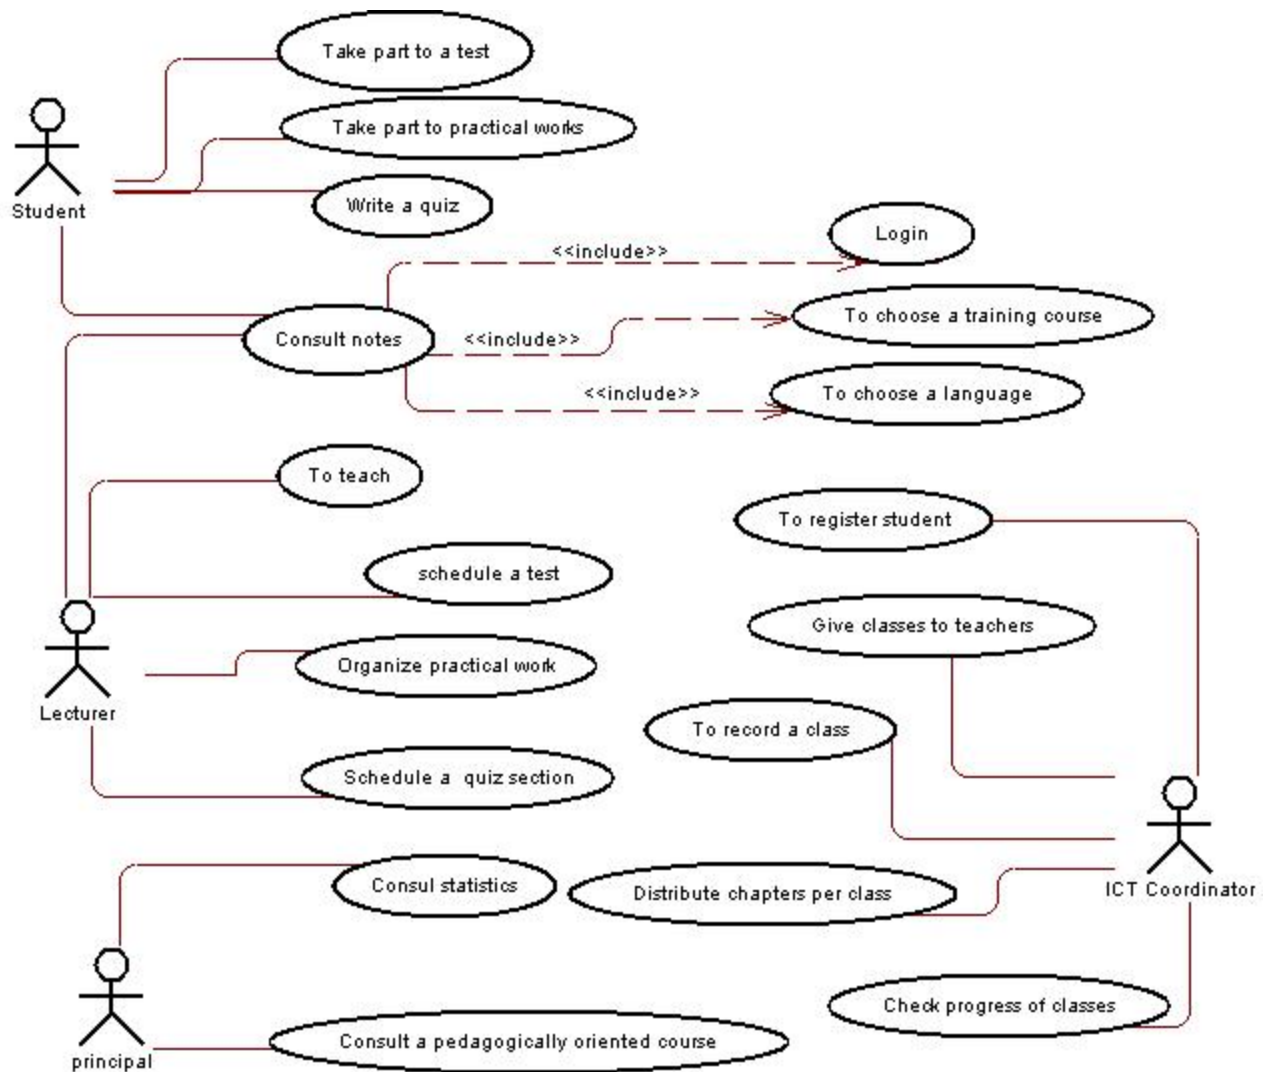 Take part to a test
Take part to practical works
Student
Write a quiz
Login
<<include>>
To choose a training course
Consult notes
<<include>>
<<include>>
To choose a language
To teach
To register student
schedule a test
Give classes to teachers
Organize practical work
Lecturer
To record a class
Schedule a quiz section
Consul statistics
Distribute chapters per class
ICT Coordinator
Check progress of classes
Consult a pedagogically oriented course
principal